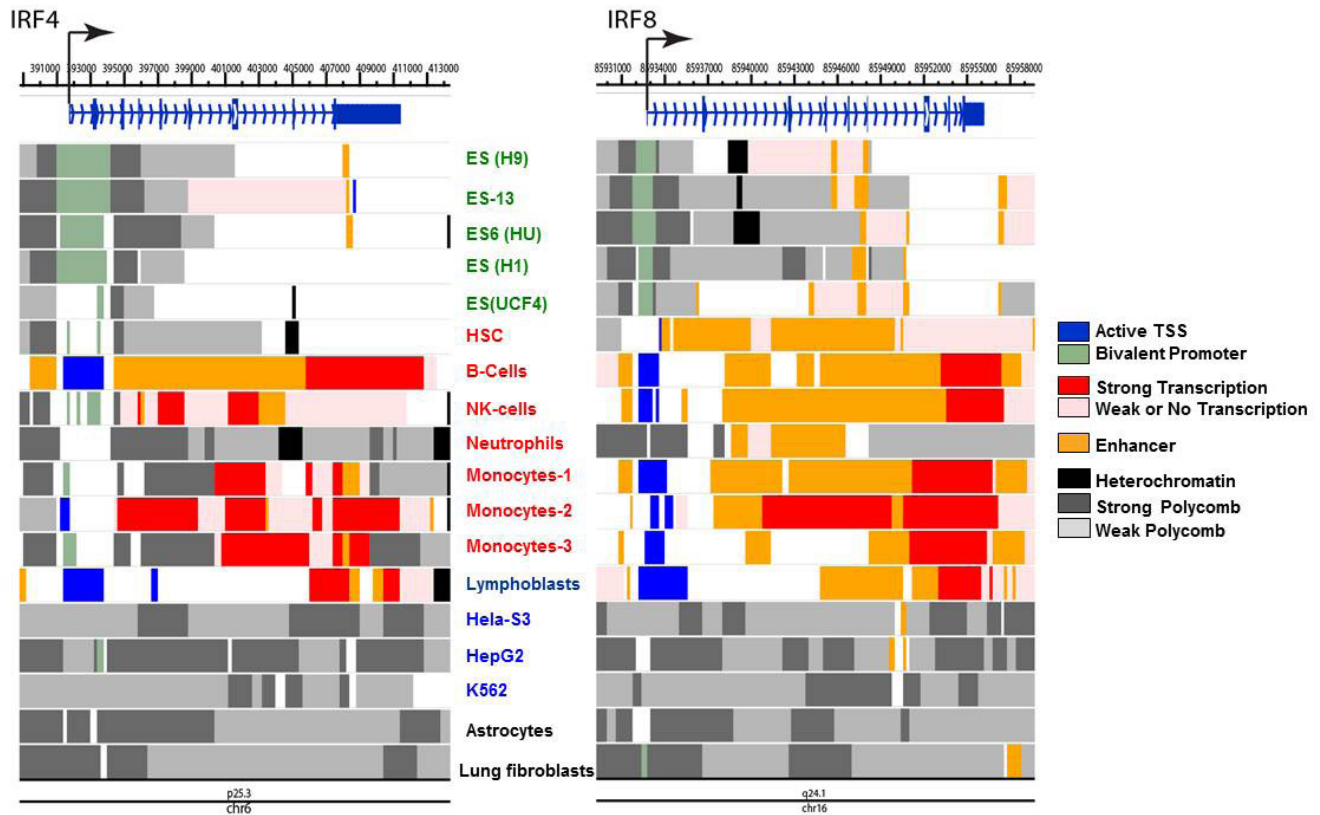 IRF4
IRF8
391000 393000 395000 397000 399000 401000 403000 405000 407000 409000 411000 413000
85931000 85934000 85937000 85940000 85943000 85946000 85949000 85952000 85955000 85958000
ES (H9)
ES-13
ES6 (HU)
ES (H1)
ES(UCF4)
HSC
B-Cells
NK-cells
Neutrophils
Monocytes-1
Monocytes-2
Monocytes-3
Lymphoblasts
Hela-S3
HepG2
K562
Astrocytes
Lung fibroblasts
Active TSS
Bivalent Promoter
Strong Transcription
Weak or No Transcription
Enhancer
Heterochromatin
Strong Polycomb
Weak Polycomb
p25.3
chr6
q24.1
chr16